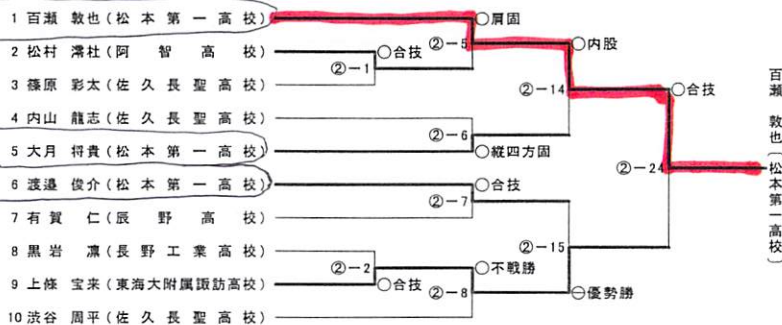 1 百瀬 敦也(松本第一高校)
○肩固
2 松村 澪杜(阿智高校)
○合技
②−5
○内股
②−1
3 篠原 彩太(佐久長聖高校)
②−14
○合技
4 内山 龍志(佐久長聖高校)
②−6
5 大月 将貴(松本第一高校)
○縦四方固
②−24
6 渡邉 俊介(松本第一高校)
○合技
②−7
7 有賀 仁(辰野高校)
8 黒岩 凛(長野工業高校)
②−15
②−2
○不戦勝
9 上條 宝来(東海大附属諏訪高校)
○合技
②−8
⊖優勢勝
10 渋谷 周平(佐久長聖高校)
百瀬 敦也(松本第一高校)